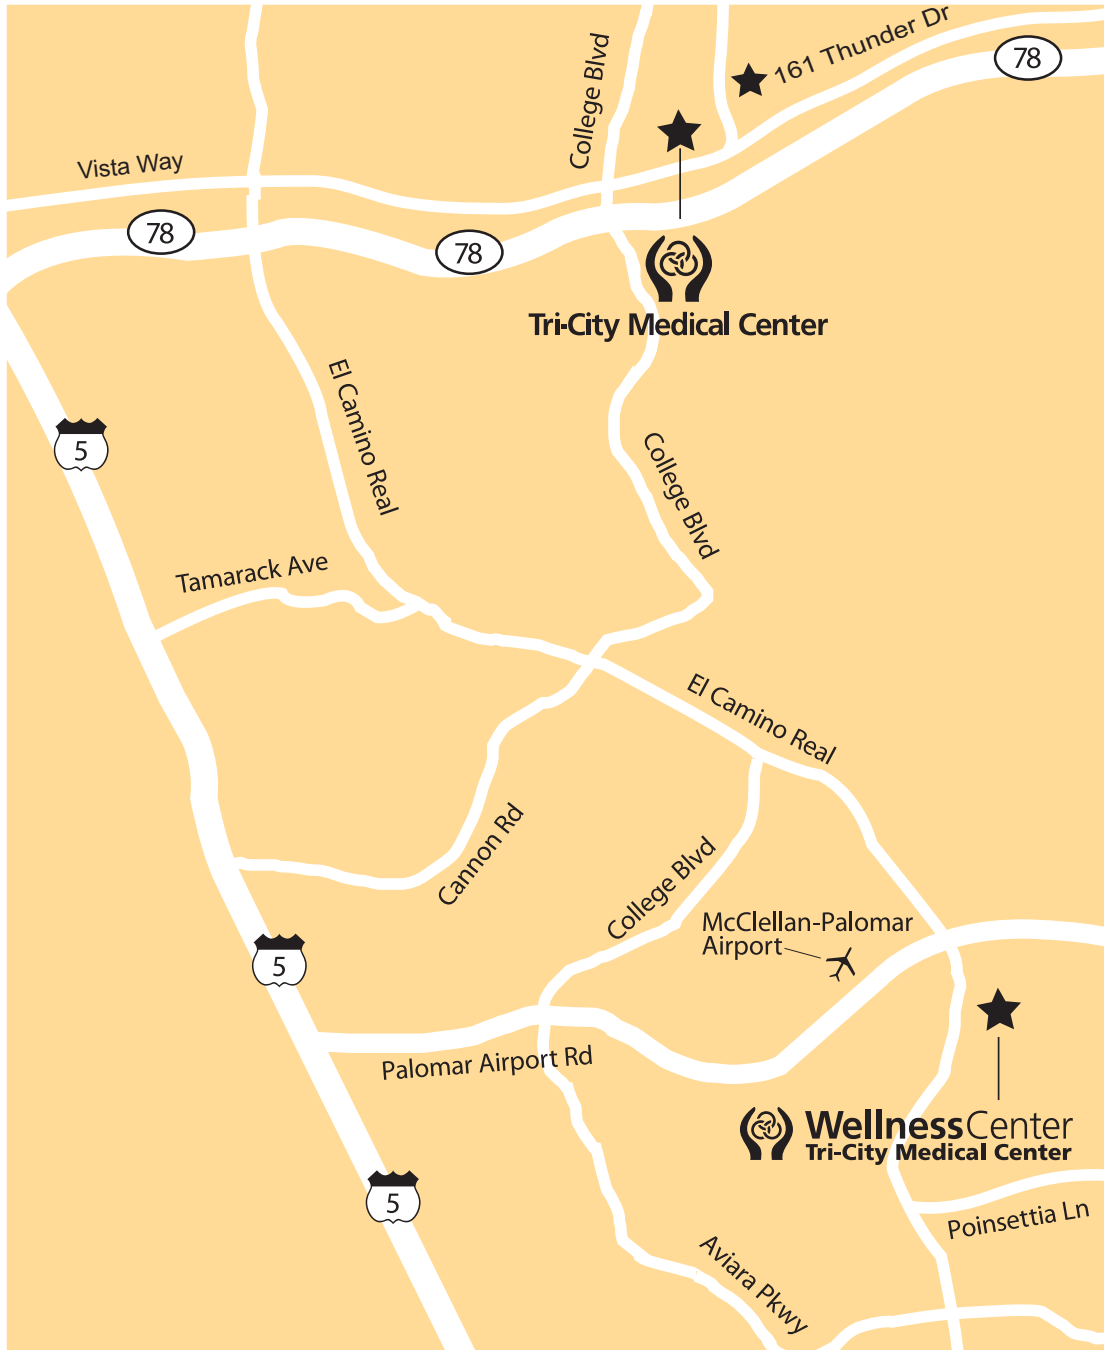 161 Thunder Dr
78
College Blvd
Vista Way
78
78
Tri-City Medical Center
El Camino Real
5
College Blvd
Tamarack Ave
El Camino Real
Cannon Rd
College Blvd
McClellan-Palomar
Airport
5
Palomar Airport Rd
WellnessCenter
Tri-City Medical Center
5
Poinsettia Ln
Aviara Pkwy